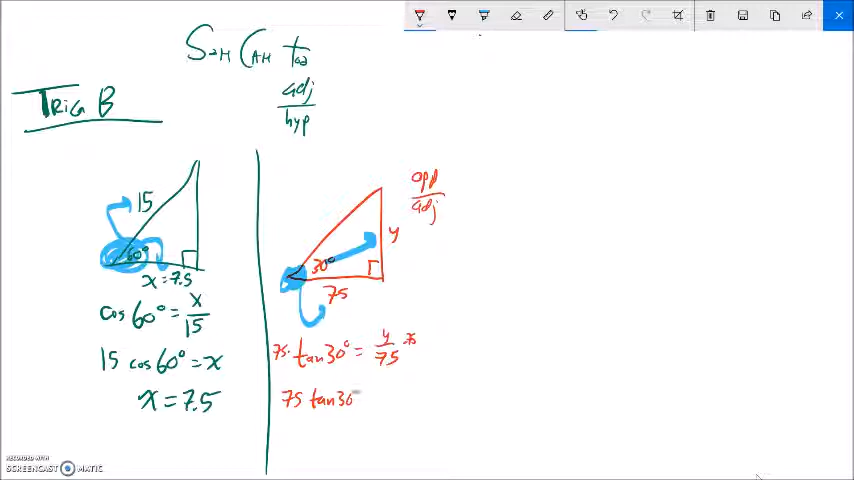 SOH CAH toa
adj
hyp
TRIG B
15
60°
x = 7.5
cos 60° = x/15
15 cos 60° = x
x = 7.5
opp
adj
y
30°
75
75· tan 30° = y/75 ·75
75 tan 30
RECORDED WITH
SCREENCAST MATIC